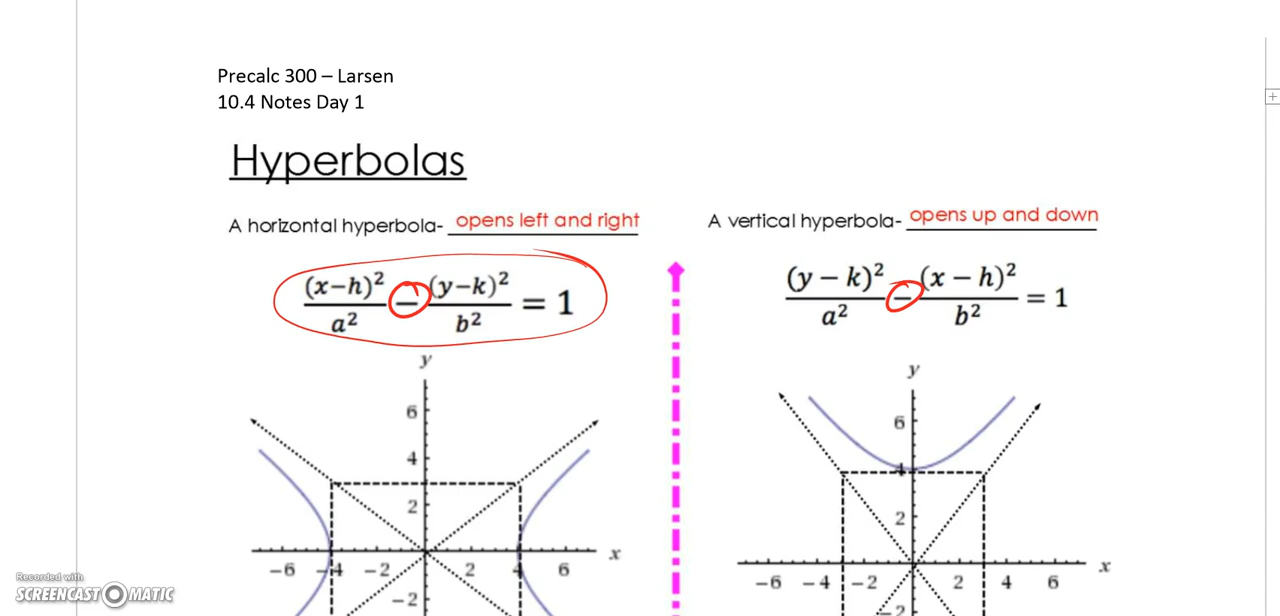 Precalc 300 – Larsen
10.4 Notes Day 1
Hyperbolas
A horizontal hyperbola- opens left and right
(x−h)²/a² − (y−k)²/b² = 1
y
6
4
2
-6 -4 -2 2 4 6 x
-2
A vertical hyperbola- opens up and down
(y − k)²/a² − (x − h)²/b² = 1
y
6
4
2
-6 -4 -2 2 4 6 x
-2
Recorded with
SCREENCAST MATIC